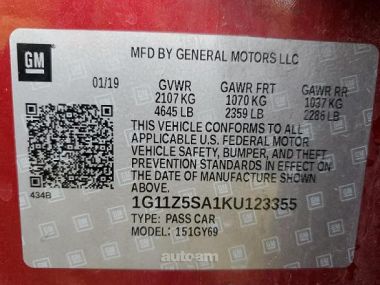 GM
MFD BY GENERAL MOTORS LLC
01/19 GVWR GAWR FRT GAWR RR
2107 KG 1070 KG 1037 KG
4645 LB 2359 LB 2286 LB
THIS VEHICLE CONFORMS TO ALL
APPLICABLE U.S. FEDERAL MOTOR
VEHICLE SAFETY, BUMPER, AND THEFT
PREVENTION STANDARDS IN EFFECT ON
THE DATE OF MANUFACTURE SHOWN
ABOVE.
434B
1G11Z5SA1KU123355
TYPE: PASS CAR
MODEL: 151GY69
autoam